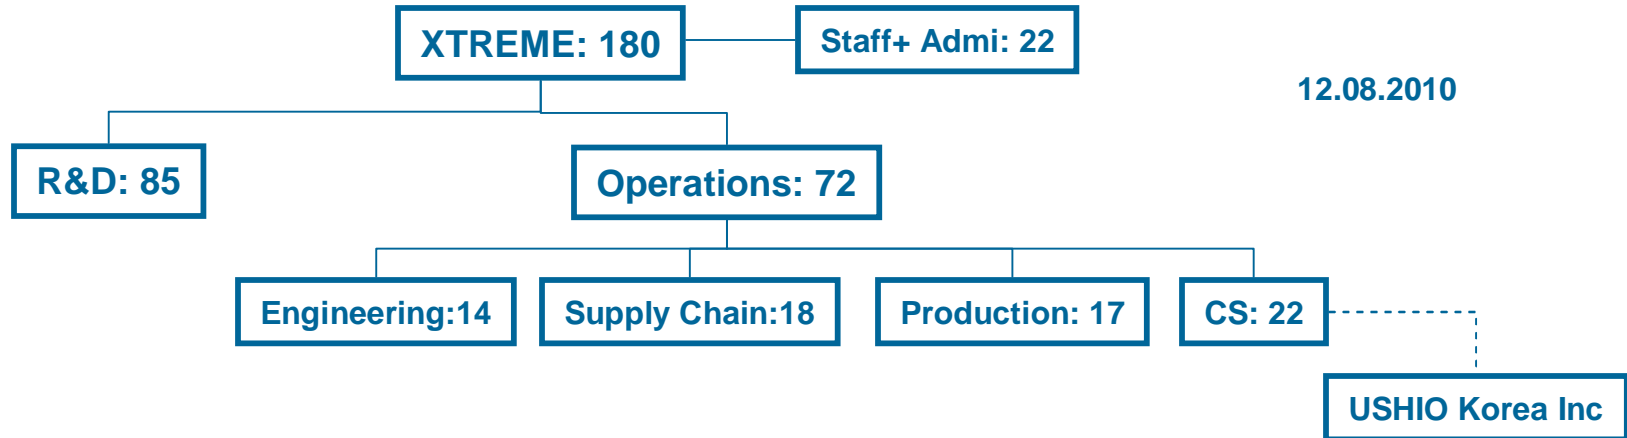 XTREME: 180
Staff+ Admi: 22
12.08.2010
R&D: 85
Operations: 72
Engineering:14
Supply Chain:18
Production: 17
CS: 22
USHIO Korea Inc